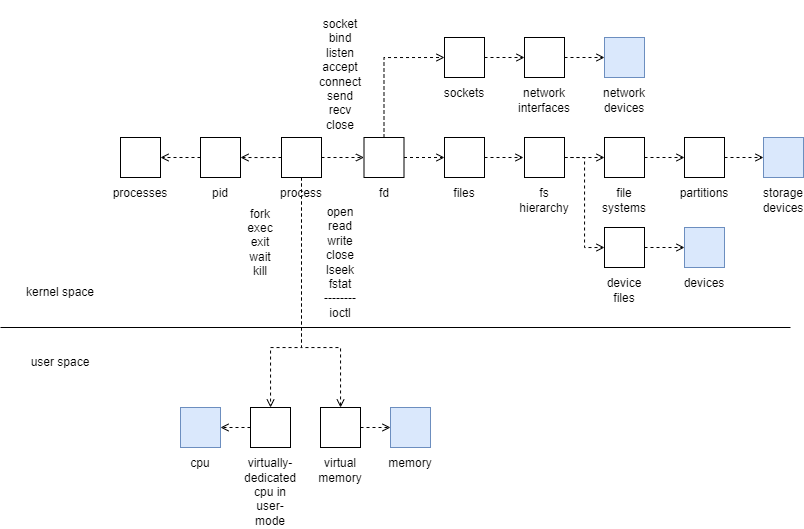 socket
bind
listen
accept
connect
send
recv
close
sockets
network
interfaces
network
devices
processes
pid
process
fd
files
fs
hierarchy
file
systems
partitions
storage
devices
fork
exec
exit
wait
kill
open
read
write
close
lseek
fstat
--------
ioctl
device
files
devices
kernel space
user space
cpu
virtually-
dedicated
cpu in
user-
mode
virtual
memory
memory